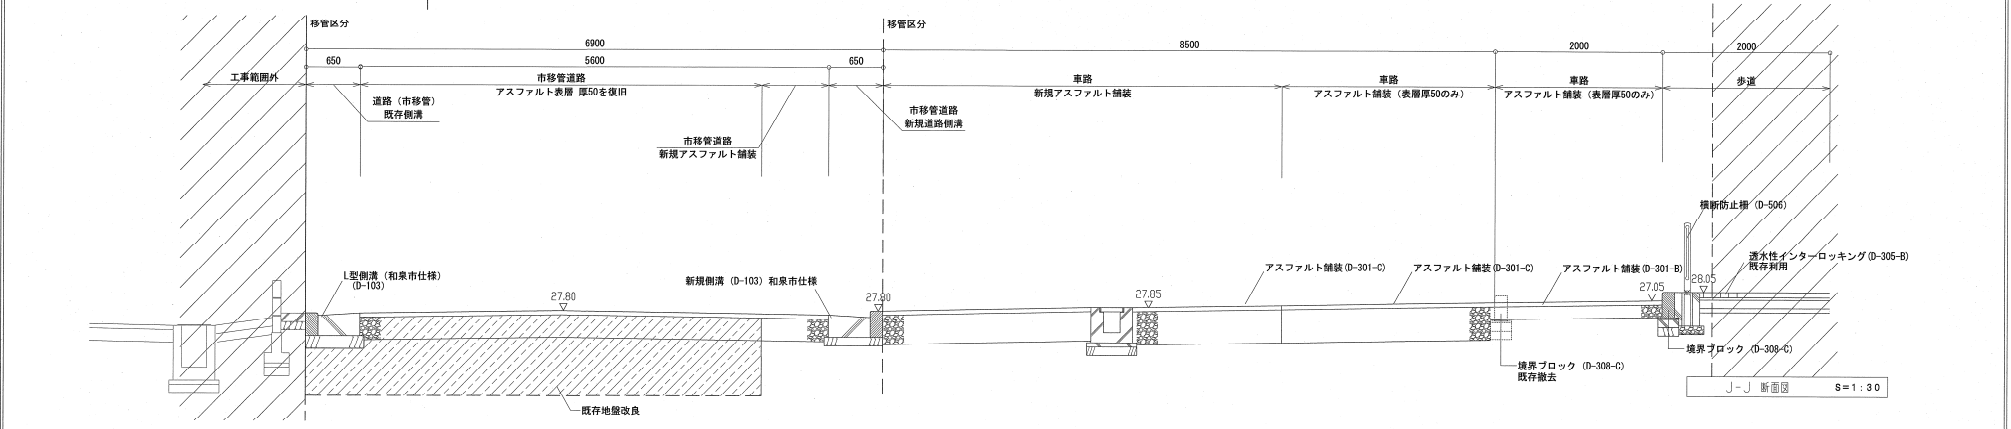 移管区分
移管区分
6900
8500
2000
2000
650
5600
650
工事範囲外
市移管道路
アスファルト表層 厚50を復旧
車路
新規アスファルト舗装
車路
アスファルト舗装（表層厚50のみ）
車路
アスファルト舗装（表層厚50のみ）
歩道
道路（市移管）
既存側溝
市移管道路
新規道路側溝
市移管道路
新規アスファルト舗装
横断防止柵（D-506）
L型側溝（和泉市仕様）
（D-103）
新規側溝（D-103）和泉市仕様
アスファルト舗装(D-301-C)
アスファルト舗装(D-301-C)
アスファルト舗装(D-301-B)
透水性インターロッキング(D-305-B)
既存利用
27.80
27.80
27.05
27.05
28.05
境界ブロック（D-308-C）
境界ブロック（D-308-C）
既存撤去
既存地盤改良
J-J 断面図 S=1:30